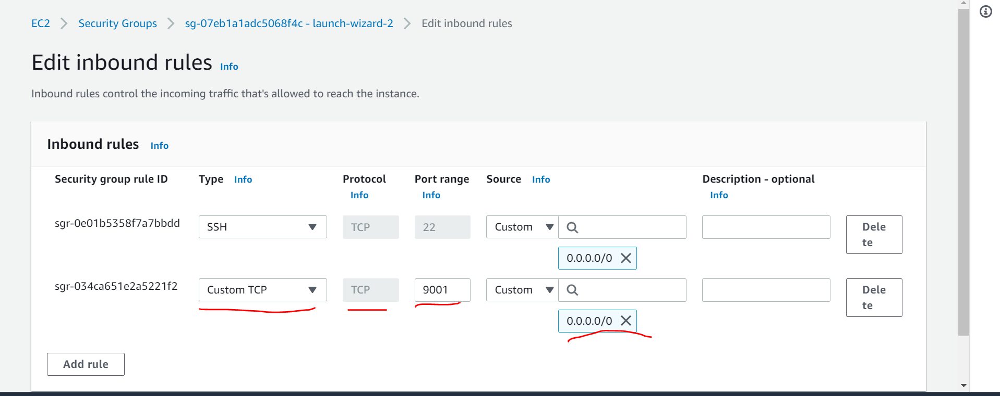 EC2 > Security Groups > sg-07eb1a1adc5068f4c - launch-wizard-2 > Edit inbound rules
Edit inbound rules Info
Inbound rules control the incoming traffic that's allowed to reach the instance.
Inbound rules Info
Security group rule ID Type Info Protocol Info Port range Info Source Info Description - optional Info
sgr-0e01b5358f7a7bbdd SSH TCP 22 Custom Dele
te
0.0.0.0/0
sgr-034ca651e2a5221f2 Custom TCP TCP 9001 Custom Dele
te
0.0.0.0/0
Add rule